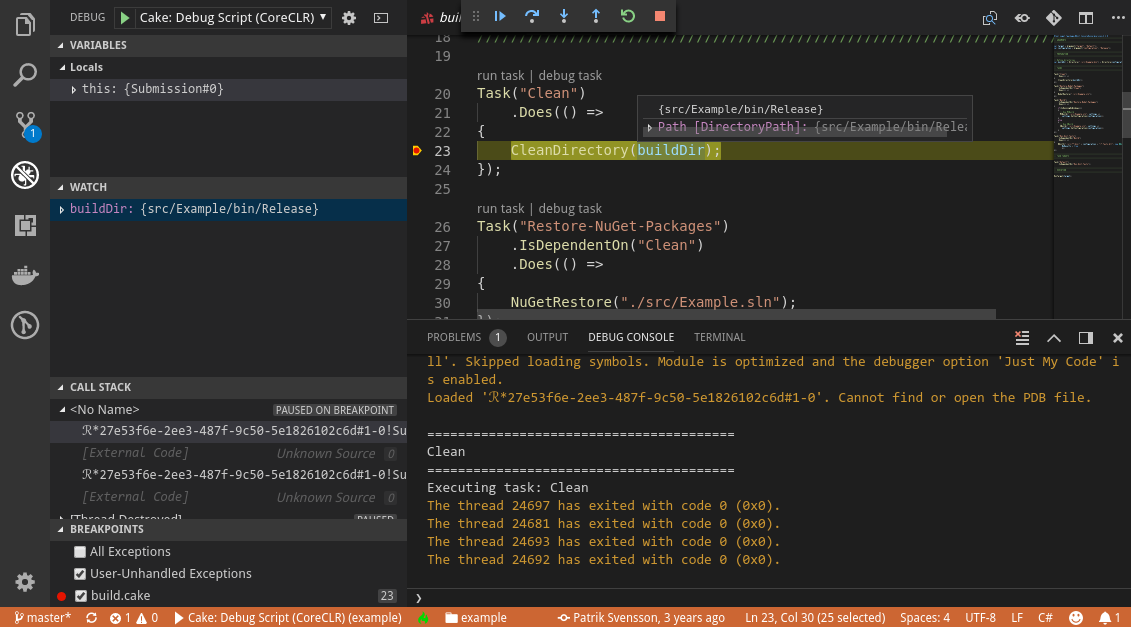 DEBUG Cake: Debug Script (CoreCLR)
VARIABLES
Locals
this: {Submission#0}
1
WATCH
buildDir: {src/Example/bin/Release}
CALL STACK
<No Name> PAUSED ON BREAKPOINT
ℛ*27e53f6e-2ee3-487f-9c50-5e1826102c6d#1-0!Su
[External Code] Unknown Source 0
ℛ*27e53f6e-2ee3-487f-9c50-5e1826102c6d#1-0!Su
[External Code] Unknown Source 0
[Thread Destroyed] PAUSED
BREAKPOINTS
All Exceptions
User-Unhandled Exceptions
build.cake 23
18 //////////////////////////////////////////////////////////////////////
19
run task | debug task
20 Task("Clean")
21 .Does(() =>
22 {
23 CleanDirectory(buildDir);
24 });
25
{src/Example/bin/Release}
Path [DirectoryPath]: {src/Example/bin/Relea
run task | debug task
26 Task("Restore-NuGet-Packages")
27 .IsDependentOn("Clean")
28 .Does(() =>
29 {
30 NuGetRestore("./src/Example.sln");
31 });
PROBLEMS 1 OUTPUT DEBUG CONSOLE TERMINAL
ll'. Skipped loading symbols. Module is optimized and the debugger option 'Just My Code' i
s enabled.
Loaded 'ℛ*27e53f6e-2ee3-487f-9c50-5e1826102c6d#1-0'. Cannot find or open the PDB file.
========================================
Clean
========================================
Executing task: Clean
The thread 24697 has exited with code 0 (0x0).
The thread 24681 has exited with code 0 (0x0).
The thread 24693 has exited with code 0 (0x0).
The thread 24692 has exited with code 0 (0x0).
master* 1 0 Cake: Debug Script (CoreCLR) (example) example Patrik Svensson, 3 years ago Ln 23, Col 30 (25 selected) Spaces: 4 UTF-8 LF C# 1